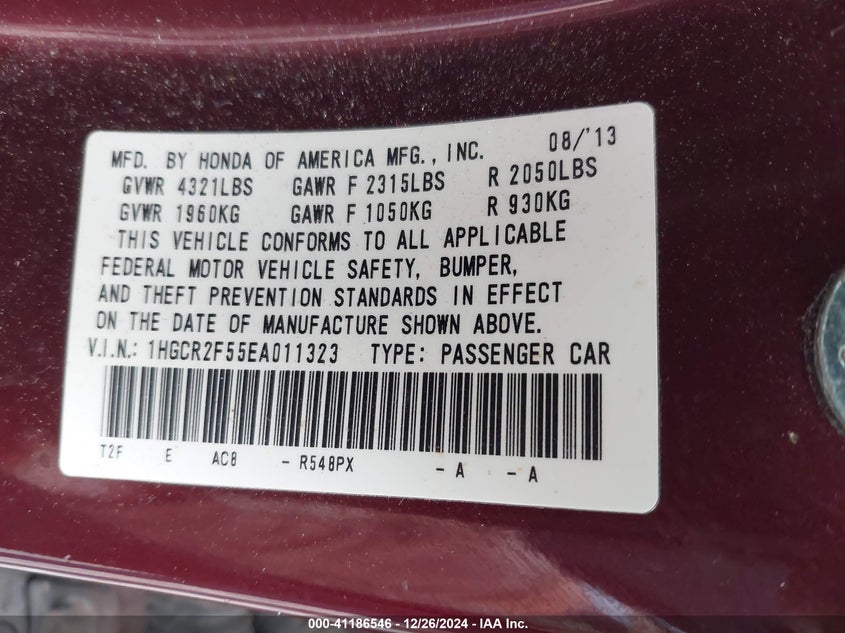 MFD. BY HONDA OF AMERICA MFG., INC. 08/'13
GVWR 4321LBS GAWR F 2315LBS R 2050LBS
GVWR 1960KG GAWR F 1050KG R 930KG
THIS VEHICLE CONFORMS TO ALL APPLICABLE
FEDERAL MOTOR VEHICLE SAFETY, BUMPER,
AND THEFT PREVENTION STANDARDS IN EFFECT
ON THE DATE OF MANUFACTURE SHOWN ABOVE.
V.I.N.: 1HGCR2F55EA011323 TYPE: PASSENGER CAR
T2F E AC8 - R548PX - A - A
000-41186546 - 12/26/2024 - IAA Inc.